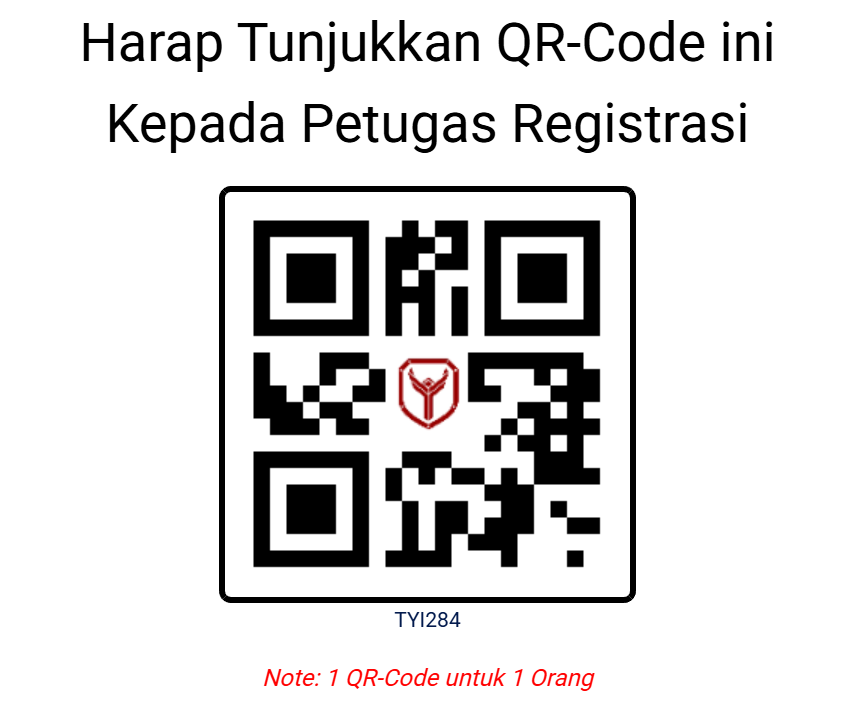 Harap Tunjukkan QR-Code ini
Kepada Petugas Registrasi
TYI284
Note: 1 QR-Code untuk 1 Orang